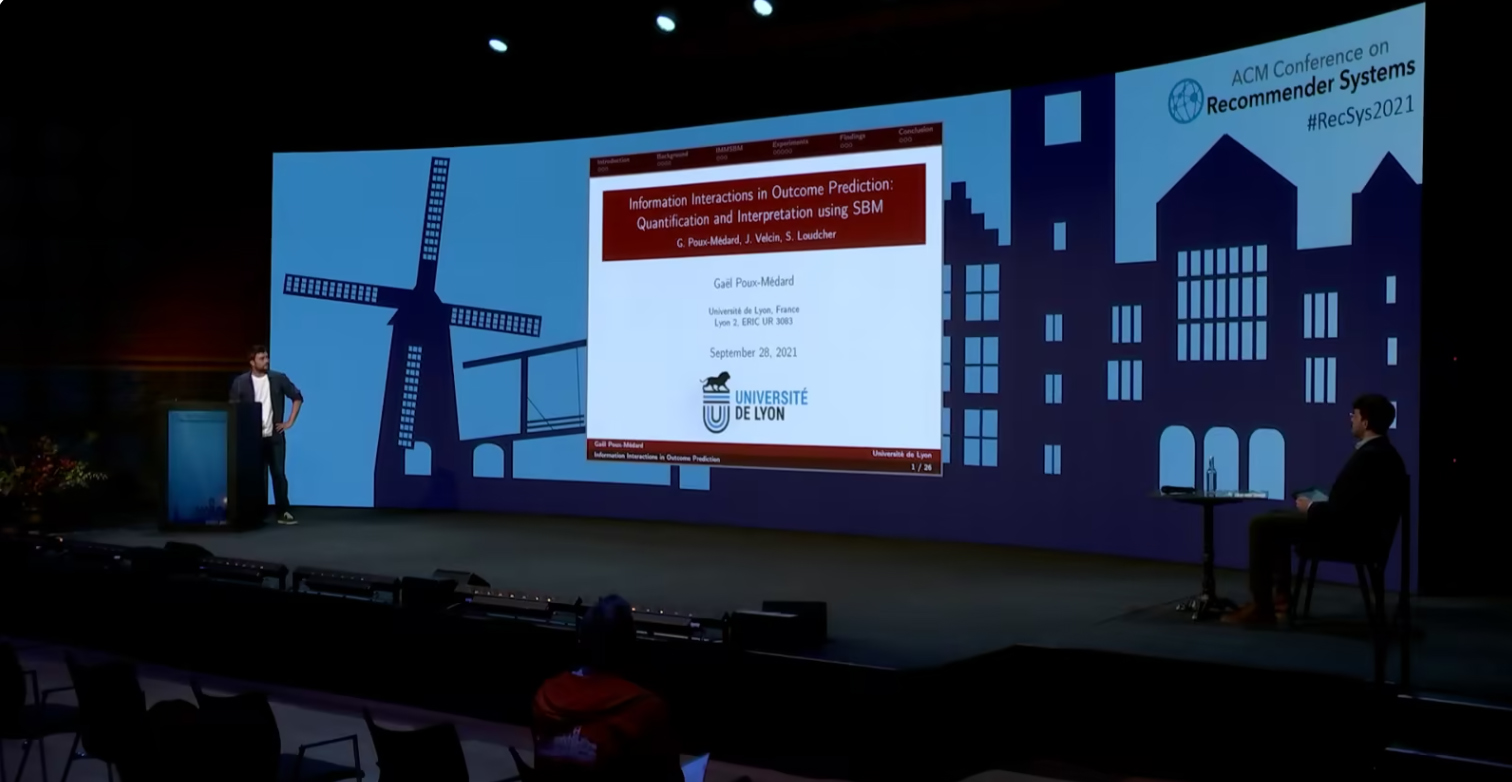 ACM Conference on
Recommender Systems
#RecSys2021
Introduction Background IMMSBM Experiments Findings Conclusion
Information Interactions in Outcome Prediction:
Quantification and Interpretation using SBM
G. Poux-Médard, J. Velcin, S. Loudcher
Gaël Poux-Médard
Université de Lyon, France
Lyon 2, ERIC UR 3083
September 28, 2021
UNIVERSITÉ
DE LYON
Gaël Poux-Médard Université de Lyon
Information Interactions in Outcome Prediction 1 / 26